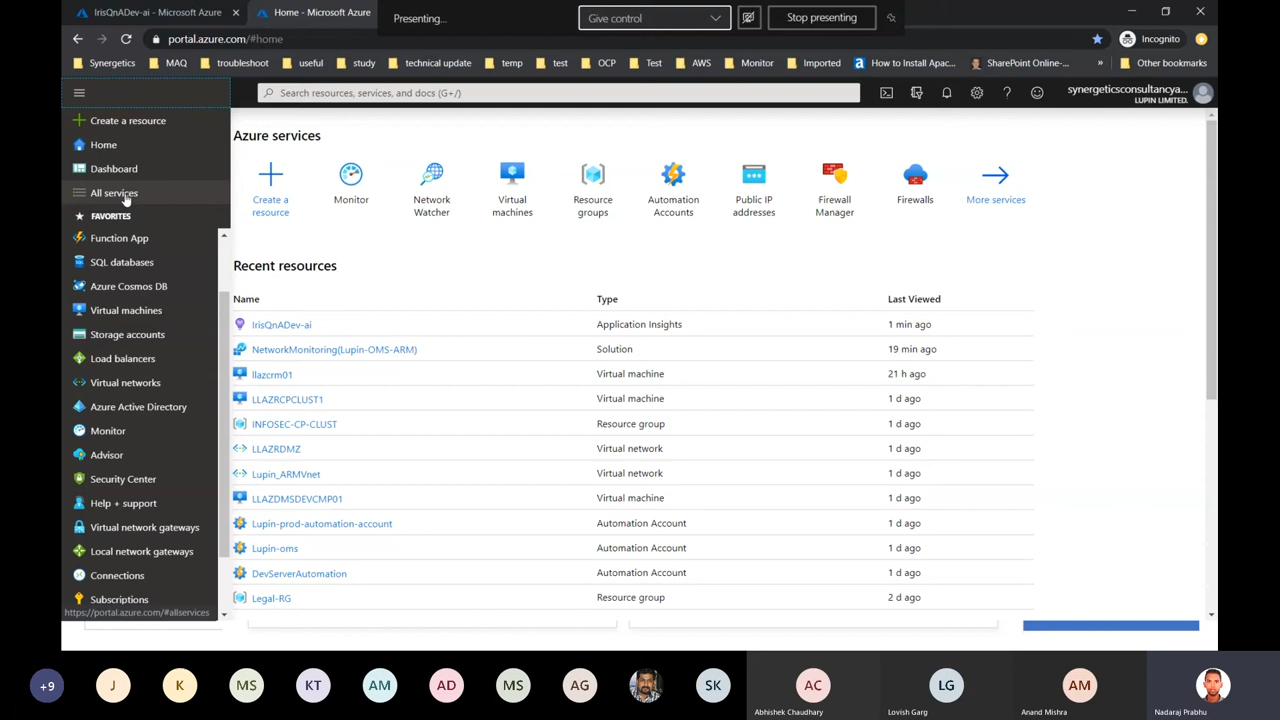 IrisQnADev-ai - Microsoft Azure
Home - Microsoft Azure
Presenting...
Give control
Stop presenting
portal.azure.com/#home
Incognito
Synergetics
MAQ
troubleshoot
useful
study
technical update
temp
test
OCP
Test
AWS
Monitor
Imported
How to Install Apac...
SharePoint Online-...
»
Other bookmarks
Search resources, services, and docs (G+/)
synergeticsconsultancya...
LUPIN LIMITED.
Create a resource
Home
Dashboard
All services
FAVORITES
Function App
SQL databases
Azure Cosmos DB
Virtual machines
Storage accounts
Load balancers
Virtual networks
Azure Active Directory
Monitor
Advisor
Security Center
Help + support
Virtual network gateways
Local network gateways
Connections
Subscriptions
https://portal.azure.com/#allservices
Azure services
Create a
resource
Monitor
Network
Watcher
Virtual
machines
Resource
groups
Automation
Accounts
Public IP
addresses
Firewall
Manager
Firewalls
More services
Recent resources
Name Type Last Viewed
IrisQnADev-ai Application Insights 1 min ago
NetworkMonitoring(Lupin-OMS-ARM) Solution 19 min ago
llazcrm01 Virtual machine 21 h ago
LLAZRCPCLUST1 Virtual machine 1 d ago
INFOSEC-CP-CLUST Resource group 1 d ago
LLAZRDMZ Virtual network 1 d ago
Lupin_ARMVnet Virtual network 1 d ago
LLAZDMSDEVCMP01 Virtual machine 1 d ago
Lupin-prod-automation-account Automation Account 1 d ago
Lupin-oms Automation Account 1 d ago
DevServerAutomation Automation Account 1 d ago
Legal-RG Resource group 2 d ago
+9
J
K
MS
KT
AM
AD
MS
AG
SK
AC
Abhishek Chaudhary
LG
Lovish Garg
AM
Anand Mishra
Nadaraj Prabhu